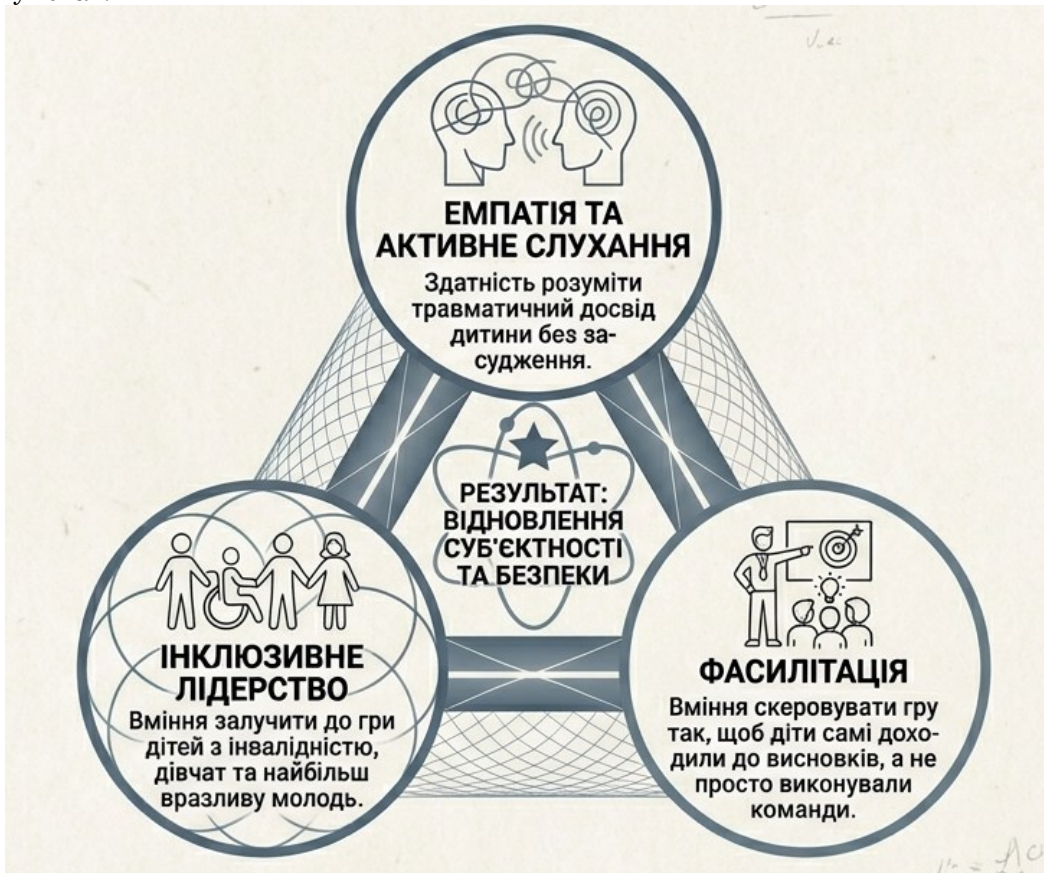 ЕМПАТІЯ ТА
АКТИВНЕ СЛУХАННЯ
Здатність розуміти
травматичний досвід
дитини без за-
судження.
РЕЗУЛЬТАТ:
ВІДНОВЛЕННЯ
СУБ'ЄКТНОСТІ
ТА БЕЗПЕКИ
ІНКЛЮЗИВНЕ
ЛІДЕРСТВО
Вміння залучити до гри
дітей з інвалідністю,
дівчат та найбільш
вразливу молодь.
ФАСИЛІТАЦІЯ
Вміння скеровувати гру
так, щоб діти самі дохо-
дили до висновків, а не
просто виконували
команди.